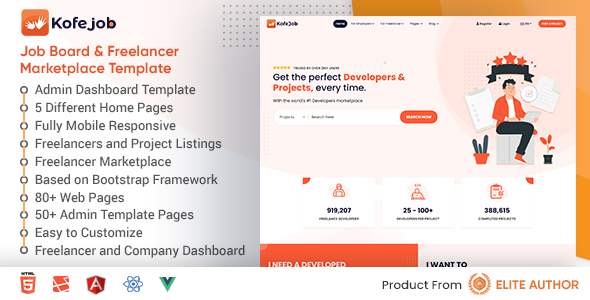 KofeJob
Job Board & Freelancer
Marketplace Template
Admin Dashboard Template
5 Different Home Pages
Fully Mobile Responsive
Freelancers and Project Listings
Freelancer Marketplace
Based on Bootstrap Framework
80+ Web Pages
50+ Admin Template Pages
Easy to Customize
Freelancer and Company Dashboard
KofeJob
Home
For Employers
For Freelancer
Pages
Blog
Register
Login
EN
POST A PROJECT
TRUSTED BY OVER 2M+ USERS
Get the perfect Developers &
Projects, every time.
With the world's #1 Developers marketplace
Projects
Search here
SEARCH NOW
919,207
FREELANCE DEVELOPERS
25 - 100+
DEVELOPERS PER PROJECT
388,615
COMPLETED PROJECTS
I NEED A DEVELOPED
I WANT TO
HTML
5
Product From
ELITE AUTHOR